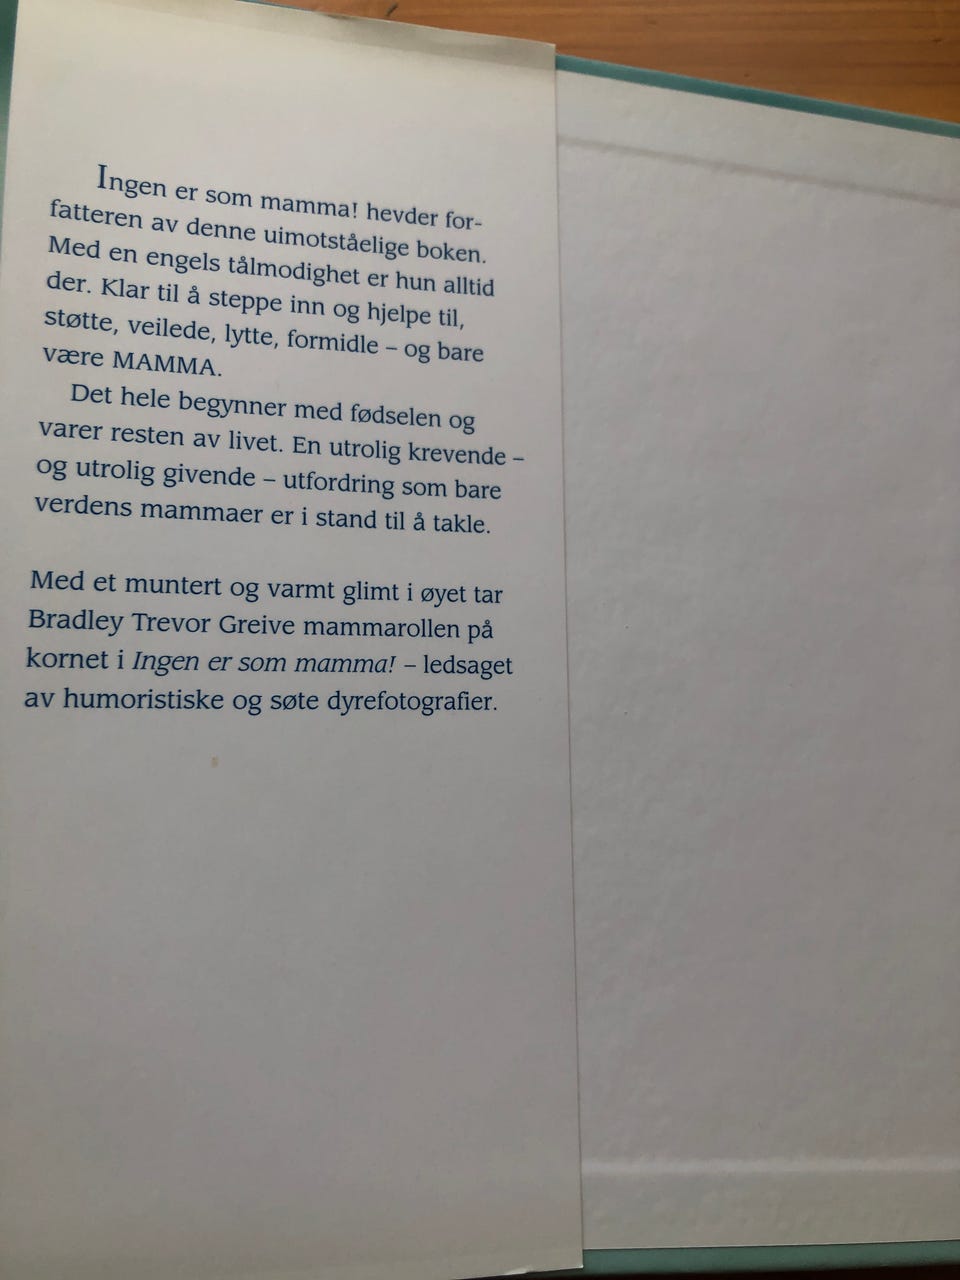 Ingen er som mamma! hevder for-
fatteren av denne uimotståelige boken.
Med en engels tålmodighet er hun alltid
der. Klar til å steppe inn og hjelpe til,
støtte, veilede, lytte, formidle – og bare
være MAMMA.
Det hele begynner med fødselen og
varer resten av livet. En utrolig krevende –
og utrolig givende – utfordring som bare
verdens mammaer er i stand til å takle.
Med et muntert og varmt glimt i øyet tar
Bradley Trevor Greive mammarollen på
kornet i Ingen er som mamma! – ledsaget
av humoristiske og søte dyrefotografier.